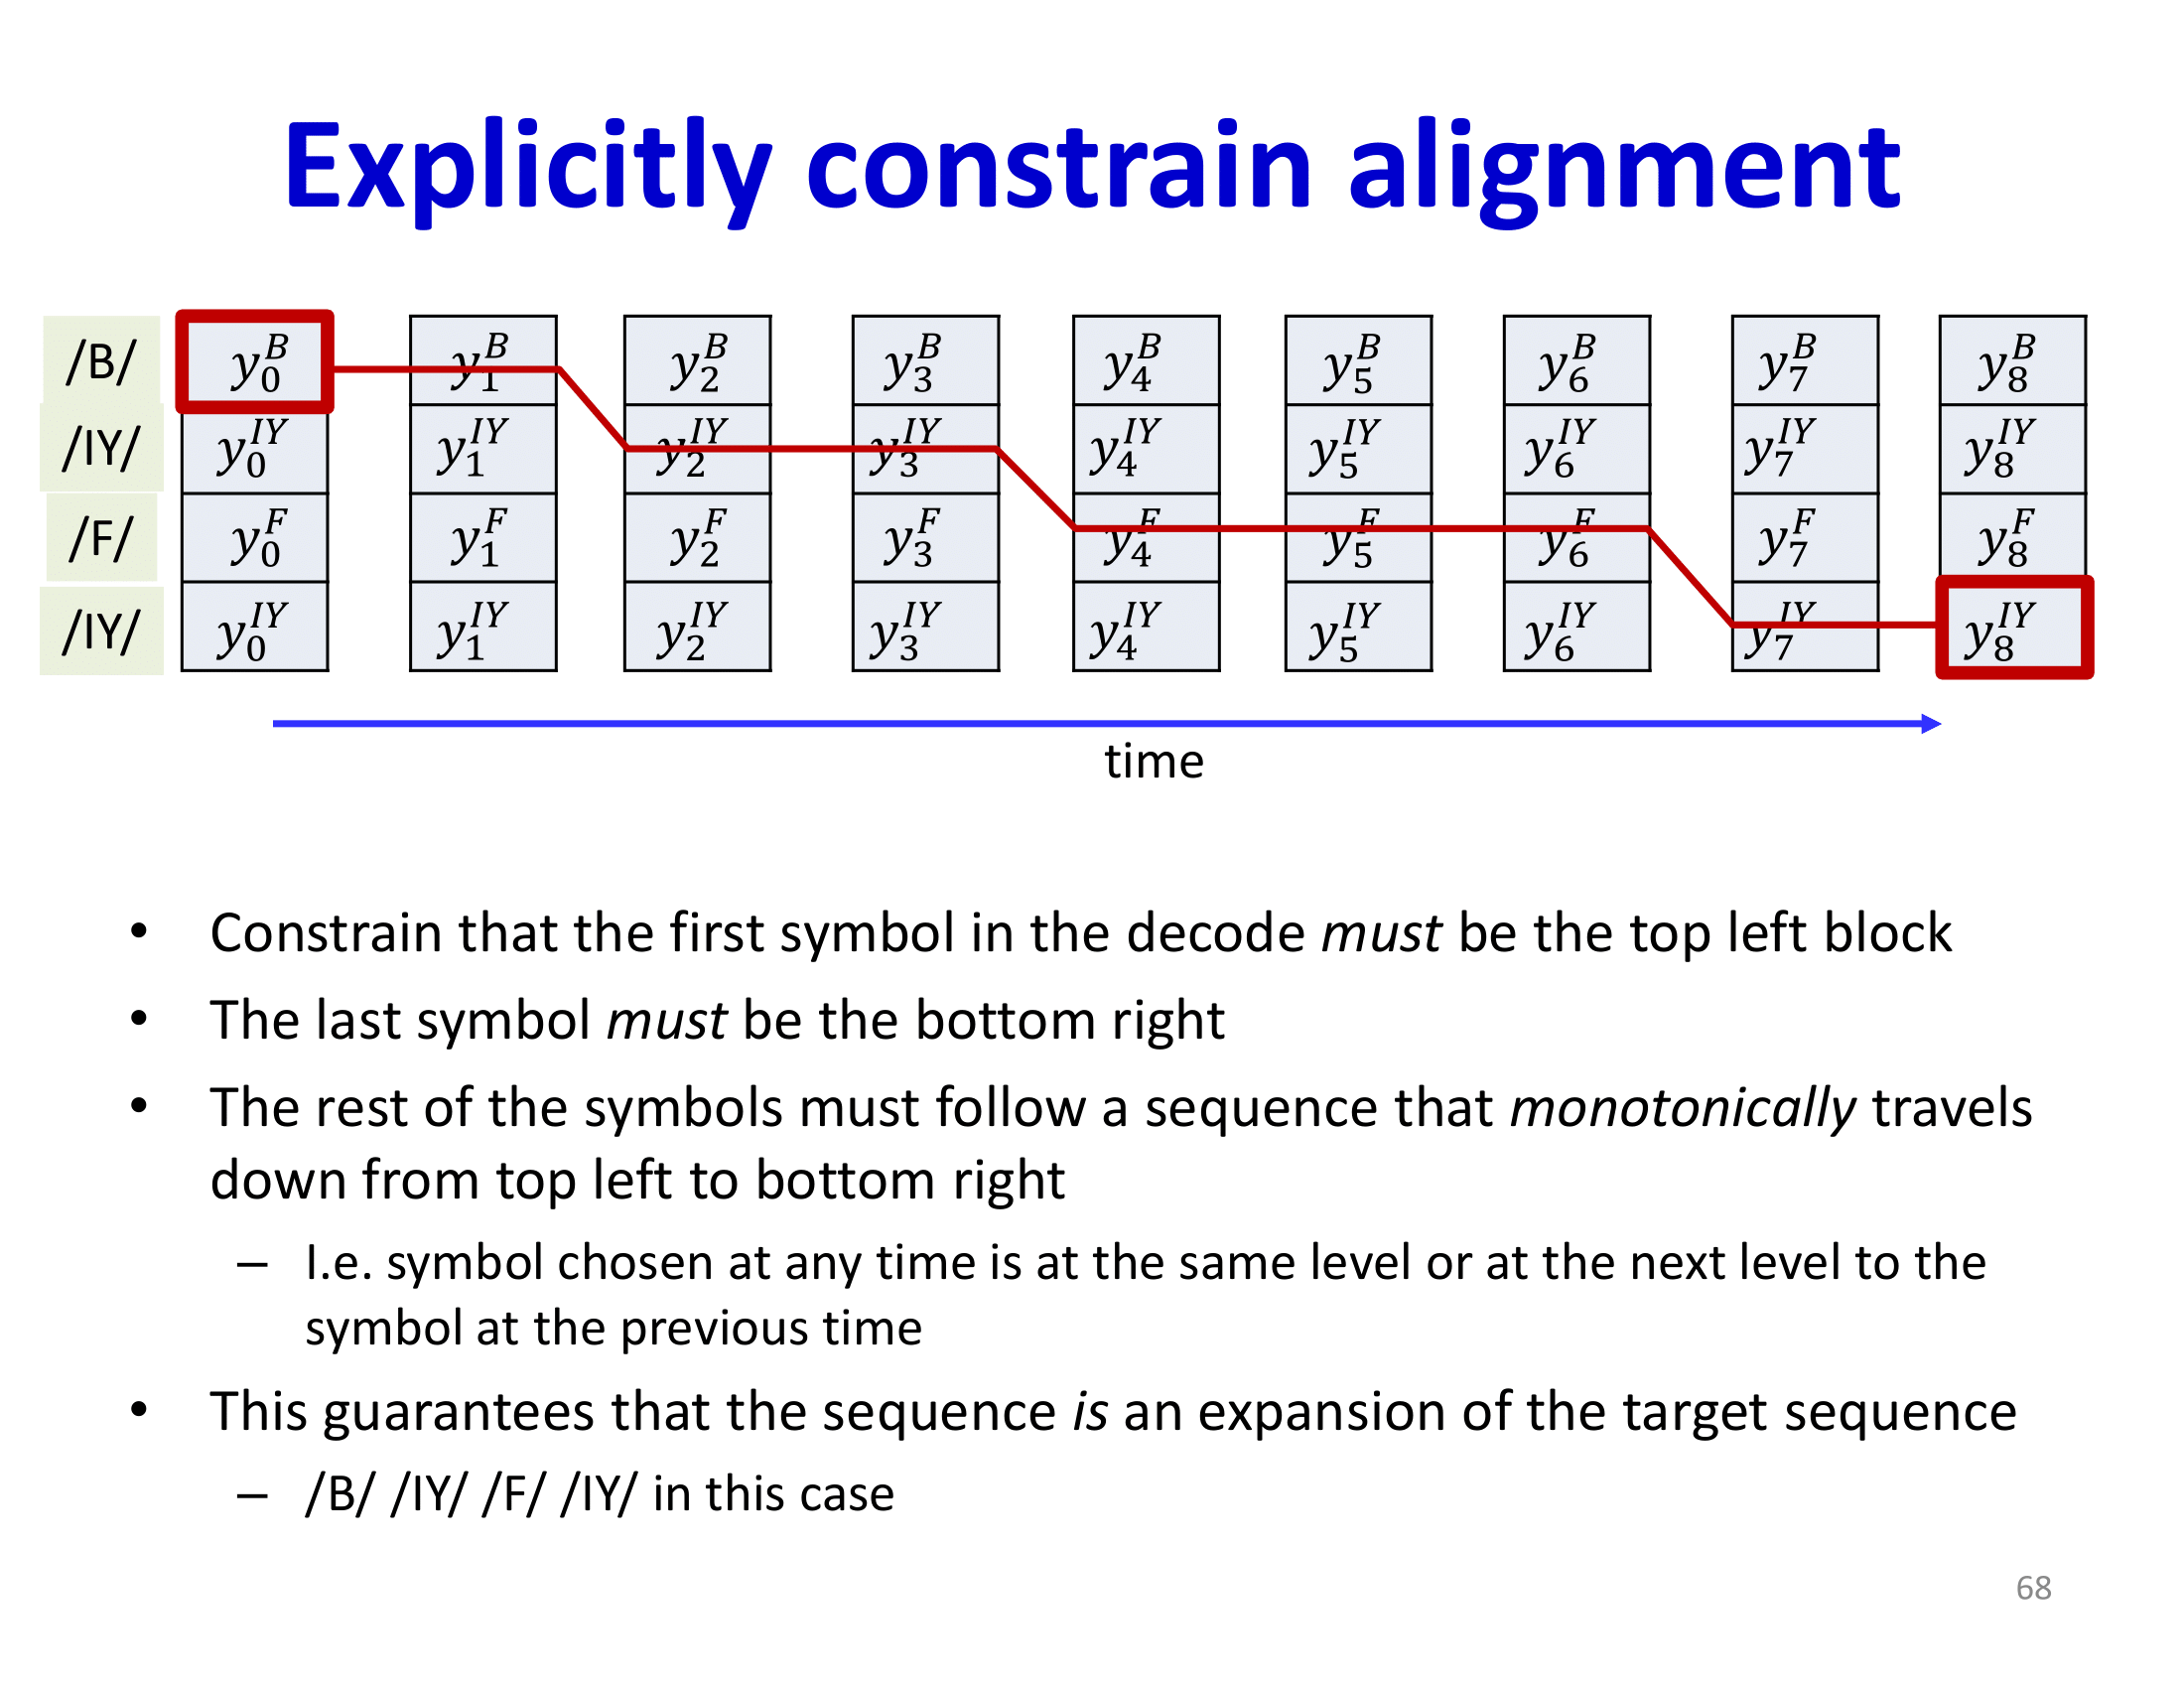 Explicitly constrain alignment
/B/ y_0^B y_1^B y_2^B y_3^B y_4^B y_5^B y_6^B y_7^B y_8^B
/IY/ y_0^{IY} y_1^{IY} y_2^{IY} y_3^{IY} y_4^{IY} y_5^{IY} y_6^{IY} y_7^{IY} y_8^{IY}
/F/ y_0^F y_1^F y_2^F y_3^F y_4^F y_5^F y_6^F y_7^F y_8^F
/IY/ y_0^{IY} y_1^{IY} y_2^{IY} y_3^{IY} y_4^{IY} y_5^{IY} y_6^{IY} y_7^{IY} y_8^{IY}
time
• Constrain that the first symbol in the decode must be the top left block
• The last symbol must be the bottom right
• The rest of the symbols must follow a sequence that monotonically travels
down from top left to bottom right
– I.e. symbol chosen at any time is at the same level or at the next level to the
symbol at the previous time
• This guarantees that the sequence is an expansion of the target sequence
– /B/ /IY/ /F/ /IY/ in this case
68